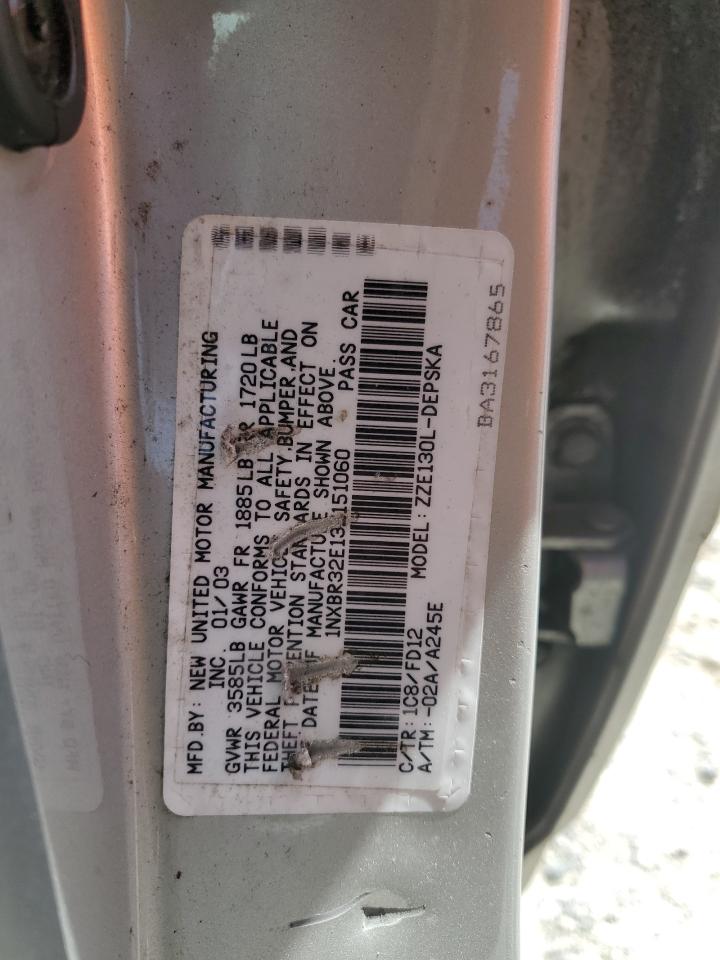 MFD.BY: NEW UNITED MOTOR MANUFACTURING
INC. 01/03
GVWR 3585LB GAWR FR 1885LB RR 1720LB
THIS VEHICLE CONFORMS TO ALL APPLICABLE
FEDERAL MOTOR VEHICLE SAFETY, BUMPER, AND
THEFT PREVENTION STANDARDS IN EFFECT ON
DATE OF MANUFACTURE SHOWN ABOVE.
PASS CAR
C/TR: 1C8/FD12 MODEL: ZZE130L-DEPSKA
A/TM: -02A/A245E
BA3167865